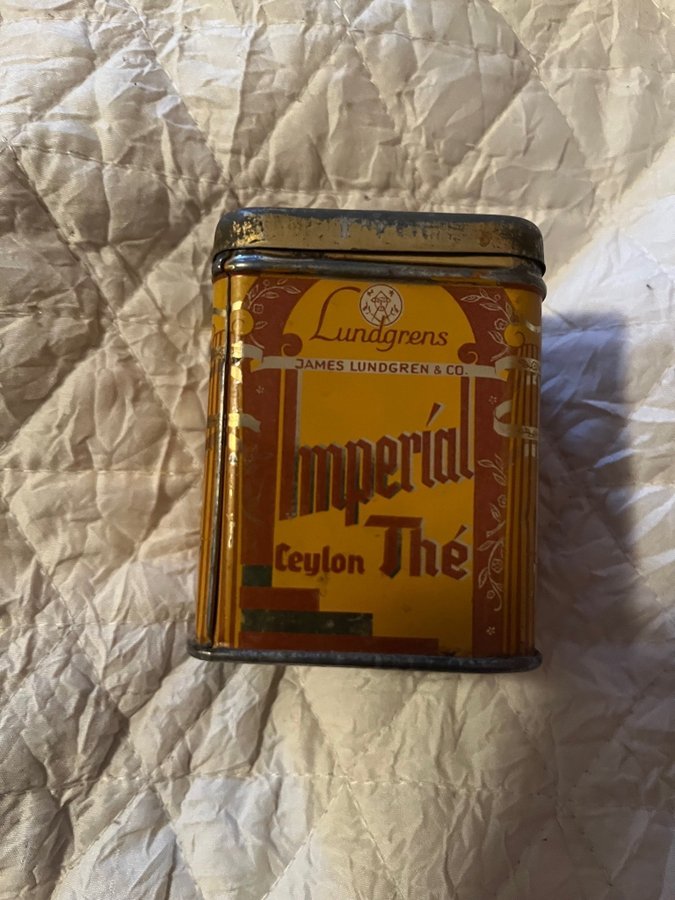 Lundgrens
JAMES LUNDGREN & CO.
Imperial
Ceylon Thé